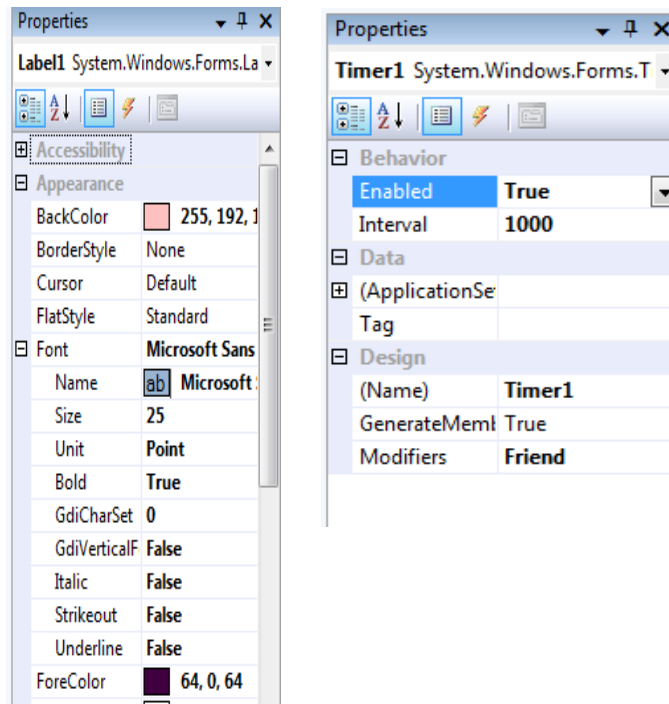 Properties
Label1 System.Windows.Forms.La
Accessibility
Appearance
BackColor 255, 192, 1
BorderStyle None
Cursor Default
FlatStyle Standard
Font Microsoft Sans
Name ab Microsoft S
Size 25
Unit Point
Bold True
GdiCharSet 0
GdiVerticalF False
Italic False
Strikeout False
Underline False
ForeColor 64, 0, 64
Properties
Timer1 System.Windows.Forms.T
Behavior
Enabled True
Interval 1000
Data
(ApplicationSe
Tag
Design
(Name) Timer1
GenerateMemb True
Modifiers Friend